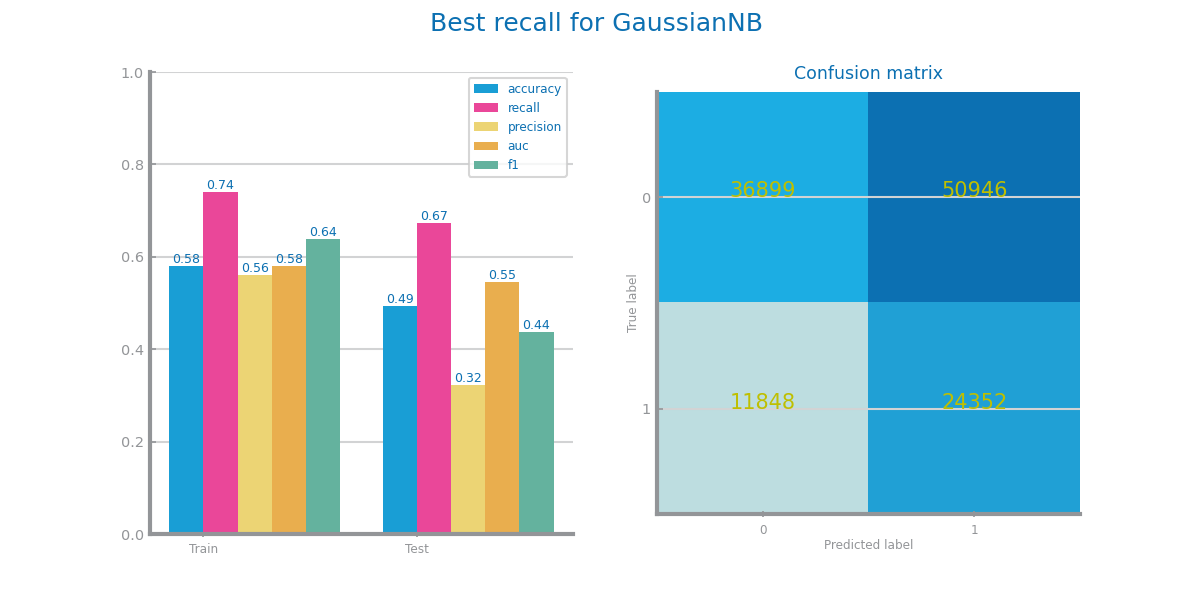 Best recall for GaussianNB
1.0
0.8
0.6
0.4
0.2
0.0
accuracy
recall
precision
auc
f1
0.58
0.74
0.56
0.58
0.64
0.49
0.67
0.32
0.55
0.44
Train
Test
Confusion matrix
True label
0
1
36899
50946
11848
24352
0
1
Predicted label